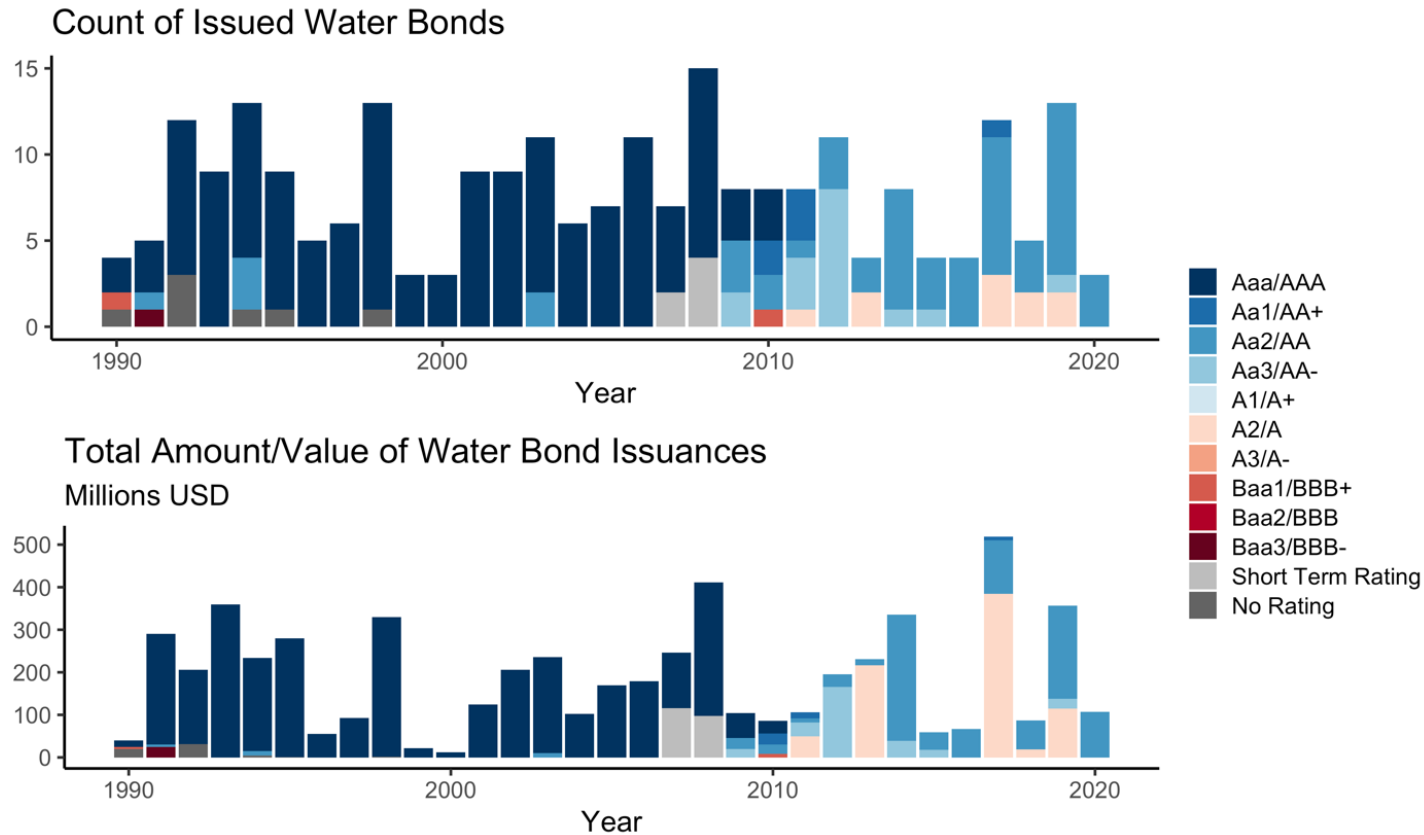 Count of Issued Water Bonds
15
10
5
0
1990 2000 2010 2020
Year
Total Amount/Value of Water Bond Issuances
Millions USD
500
400
300
200
100
0
1990 2000 2010 2020
Year
Aaa/AAA
Aa1/AA+
Aa2/AA
Aa3/AA-
A1/A+
A2/A
A3/A-
Baa1/BBB+
Baa2/BBB
Baa3/BBB-
Short Term Rating
No Rating